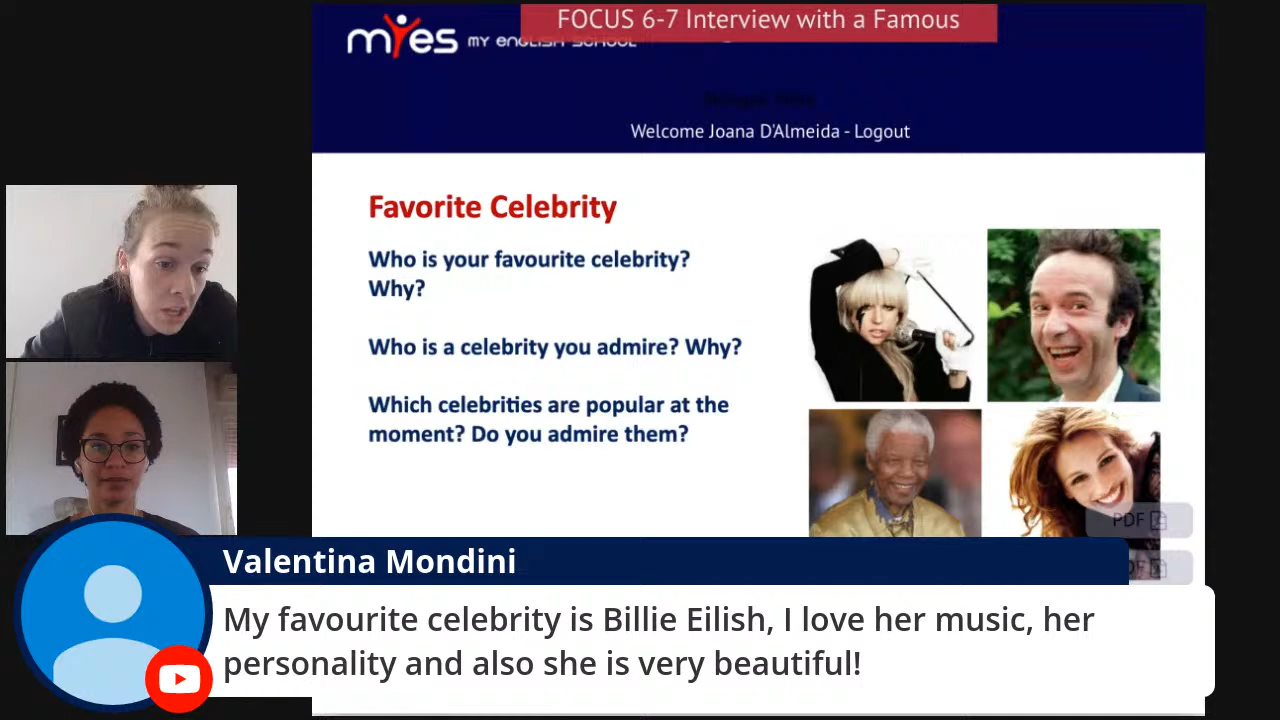 FOCUS 6-7 Interview with a Famous
myes MY ENGLISH SCHOOL
Welcome Joana D'Almeida - Logout
Favorite Celebrity
Who is your favourite celebrity?
Why?
Who is a celebrity you admire? Why?
Which celebrities are popular at the
moment? Do you admire them?
PDF
Valentina Mondini
My favourite celebrity is Billie Eilish, I love her music, her
personality and also she is very beautiful!